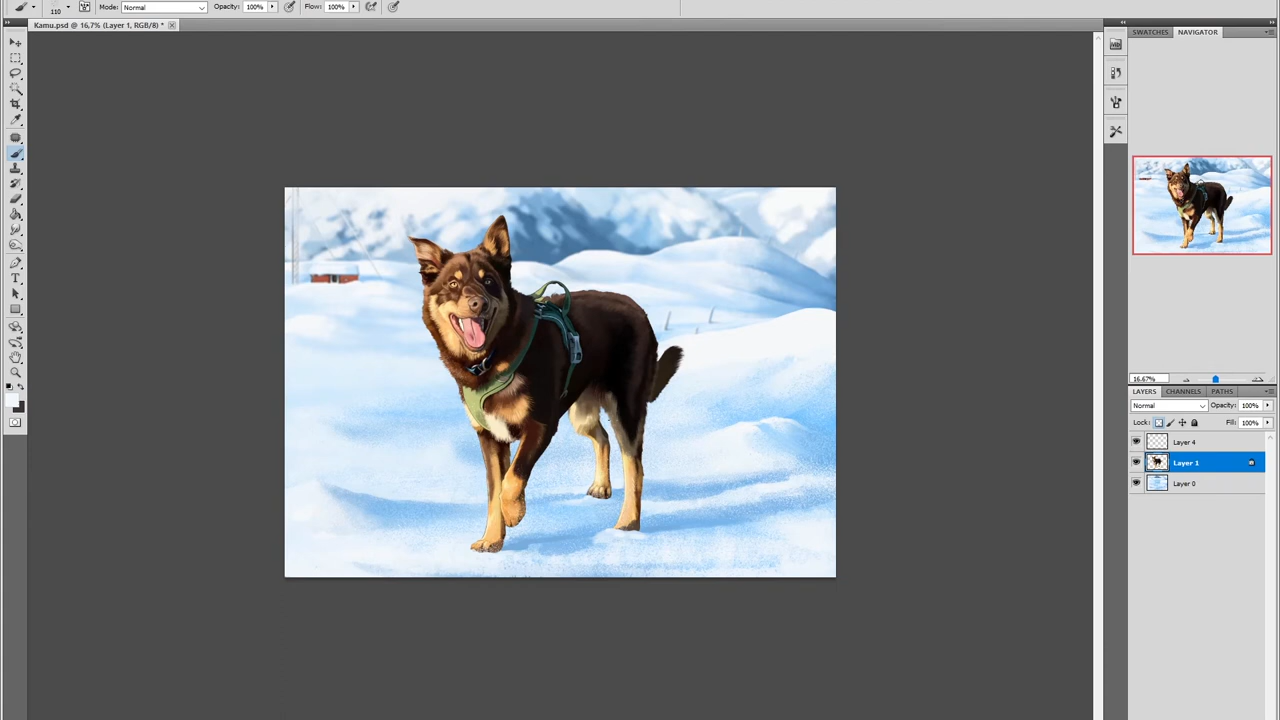 110 Mode: Normal Opacity: 100% Flow: 100%
Kamu.psd @ 16,7% (Layer 1, RGB/8) *
SWATCHES NAVIGATOR
16.67%
LAYERS CHANNELS PATHS
Normal Opacity: 100%
Lock: Fill: 100%
Layer 4
Layer 1
Layer 0